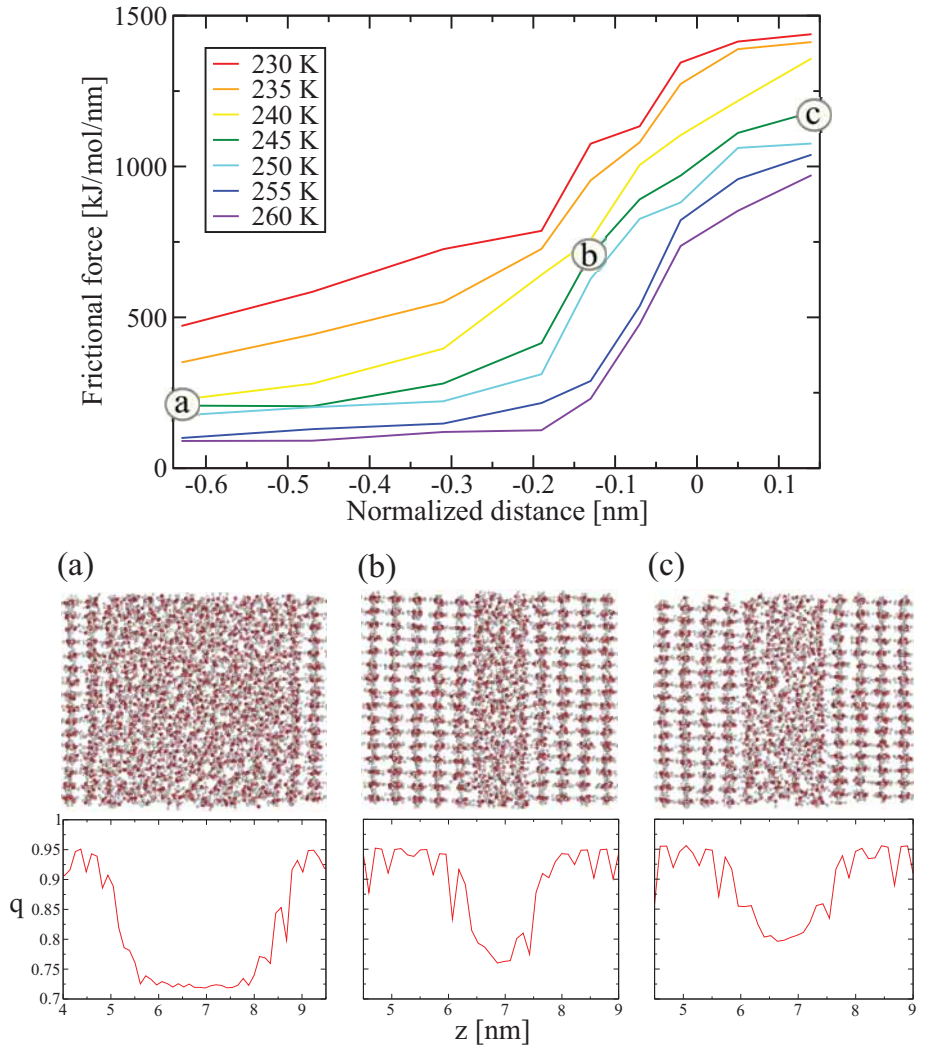 1500
1000
500
0
Frictional force [kJ/mol/nm]
230 K
235 K
240 K
245 K
250 K
255 K
260 K
a
b
c
-0.6 -0.5 -0.4 -0.3 -0.2 -0.1 0 0.1
Normalized distance [nm]
(a) (b) (c)
1
0.95
0.9
0.85
0.8
0.75
0.7
q
4 5 6 7 8 9
5 6 7 8 9
5 6 7 8 9
z [nm]